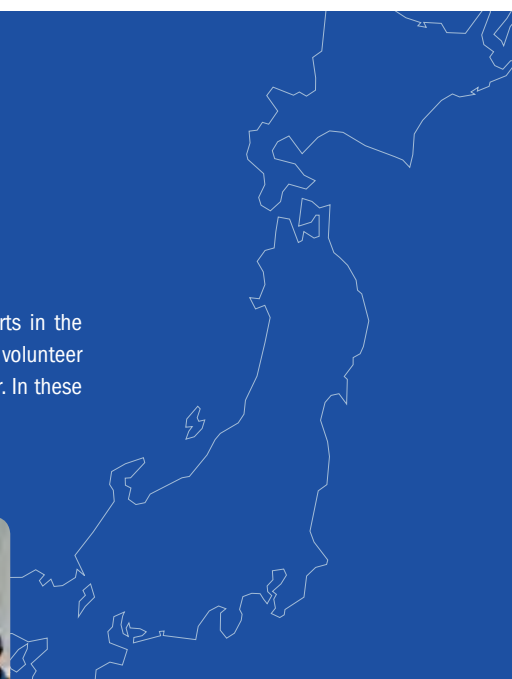 rts in the
volunteer
. In these